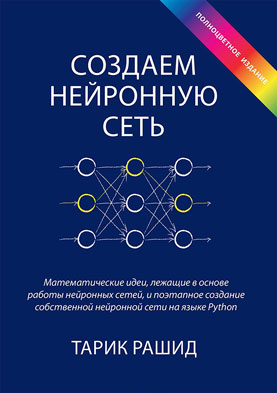 ПОЛНОЦВЕТНОЕ ИЗДАНИЕ
СОЗДАЕМ
НЕЙРОННУЮ
СЕТЬ
Математические идеи, лежащие в основе
работы нейронных сетей, и поэтапное создание
собственной нейронной сети на языке Python
ТАРИК РАШИД